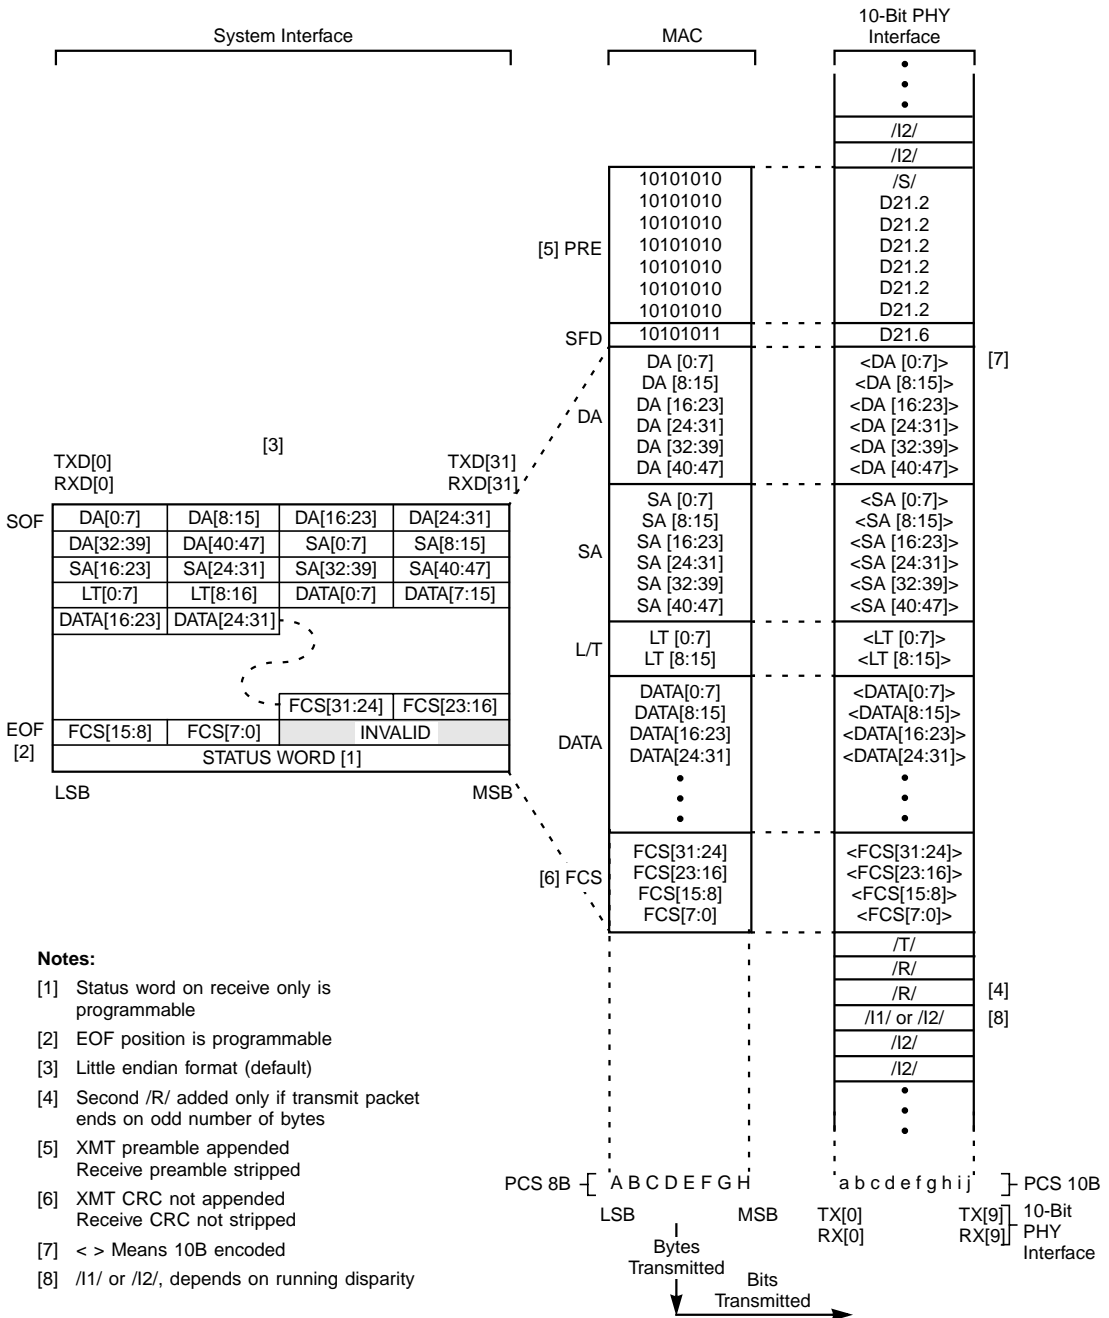 System Interface
MAC
10-Bit PHY
Interface
/I2/
/I2/
[5] PRE
10101010
10101010
10101010
10101010
10101010
10101010
10101010
/S/
D21.2
D21.2
D21.2
D21.2
D21.2
D21.2
SFD
10101011
D21.6
DA
DA [0:7]
DA [8:15]
DA [16:23]
DA [24:31]
DA [32:39]
DA [40:47]
<DA [0:7]>
<DA [8:15]>
<DA [16:23]>
<DA [24:31]>
<DA [32:39]>
<DA [40:47]>
[7]
SA
SA [0:7]
SA [8:15]
SA [16:23]
SA [24:31]
SA [32:39]
SA [40:47]
<SA [0:7]>
<SA [8:15]>
<SA [16:23]>
<SA [24:31]>
<SA [32:39]>
<SA [40:47]>
L/T
LT [0:7]
LT [8:15]
<LT [0:7]>
<LT [8:15]>
DATA
DATA[0:7]
DATA[8:15]
DATA[16:23]
DATA[24:31]
<DATA[0:7]>
<DATA[8:15]>
<DATA[16:23]>
<DATA[24:31]>
[6] FCS
FCS[31:24]
FCS[23:16]
FCS[15:8]
FCS[7:0]
<FCS[31:24]>
<FCS[23:16]>
<FCS[15:8]>
<FCS[7:0]>
/T/
/R/
/R/ [4]
/I1/ or /I2/ [8]
/I2/
/I2/
[3]
TXD[0] TXD[31]
RXD[0] RXD[31]
SOF DA[0:7] DA[8:15] DA[16:23] DA[24:31]
DA[32:39] DA[40:47] SA[0:7] SA[8:15]
SA[16:23] SA[24:31] SA[32:39] SA[40:47]
LT[0:7] LT[8:16] DATA[0:7] DATA[7:15]
DATA[16:23] DATA[24:31]
FCS[31:24] FCS[23:16]
EOF FCS[15:8] FCS[7:0] INVALID
[2] STATUS WORD [1]
LSB MSB
Notes:
[1] Status word on receive only is
programmable
[2] EOF position is programmable
[3] Little endian format (default)
[4] Second /R/ added only if transmit packet
ends on odd number of bytes
[5] XMT preamble appended
Receive preamble stripped
[6] XMT CRC not appended
Receive CRC not stripped
[7] < > Means 10B encoded
[8] /I1/ or /I2/, depends on running disparity
PCS 8B A B C D E F G H
LSB MSB
a b c d e f g h i j PCS 10B
TX[0] TX[9]
RX[0] RX[9]
10-Bit
PHY
Interface
Bytes
Transmitted
Bits
Transmitted